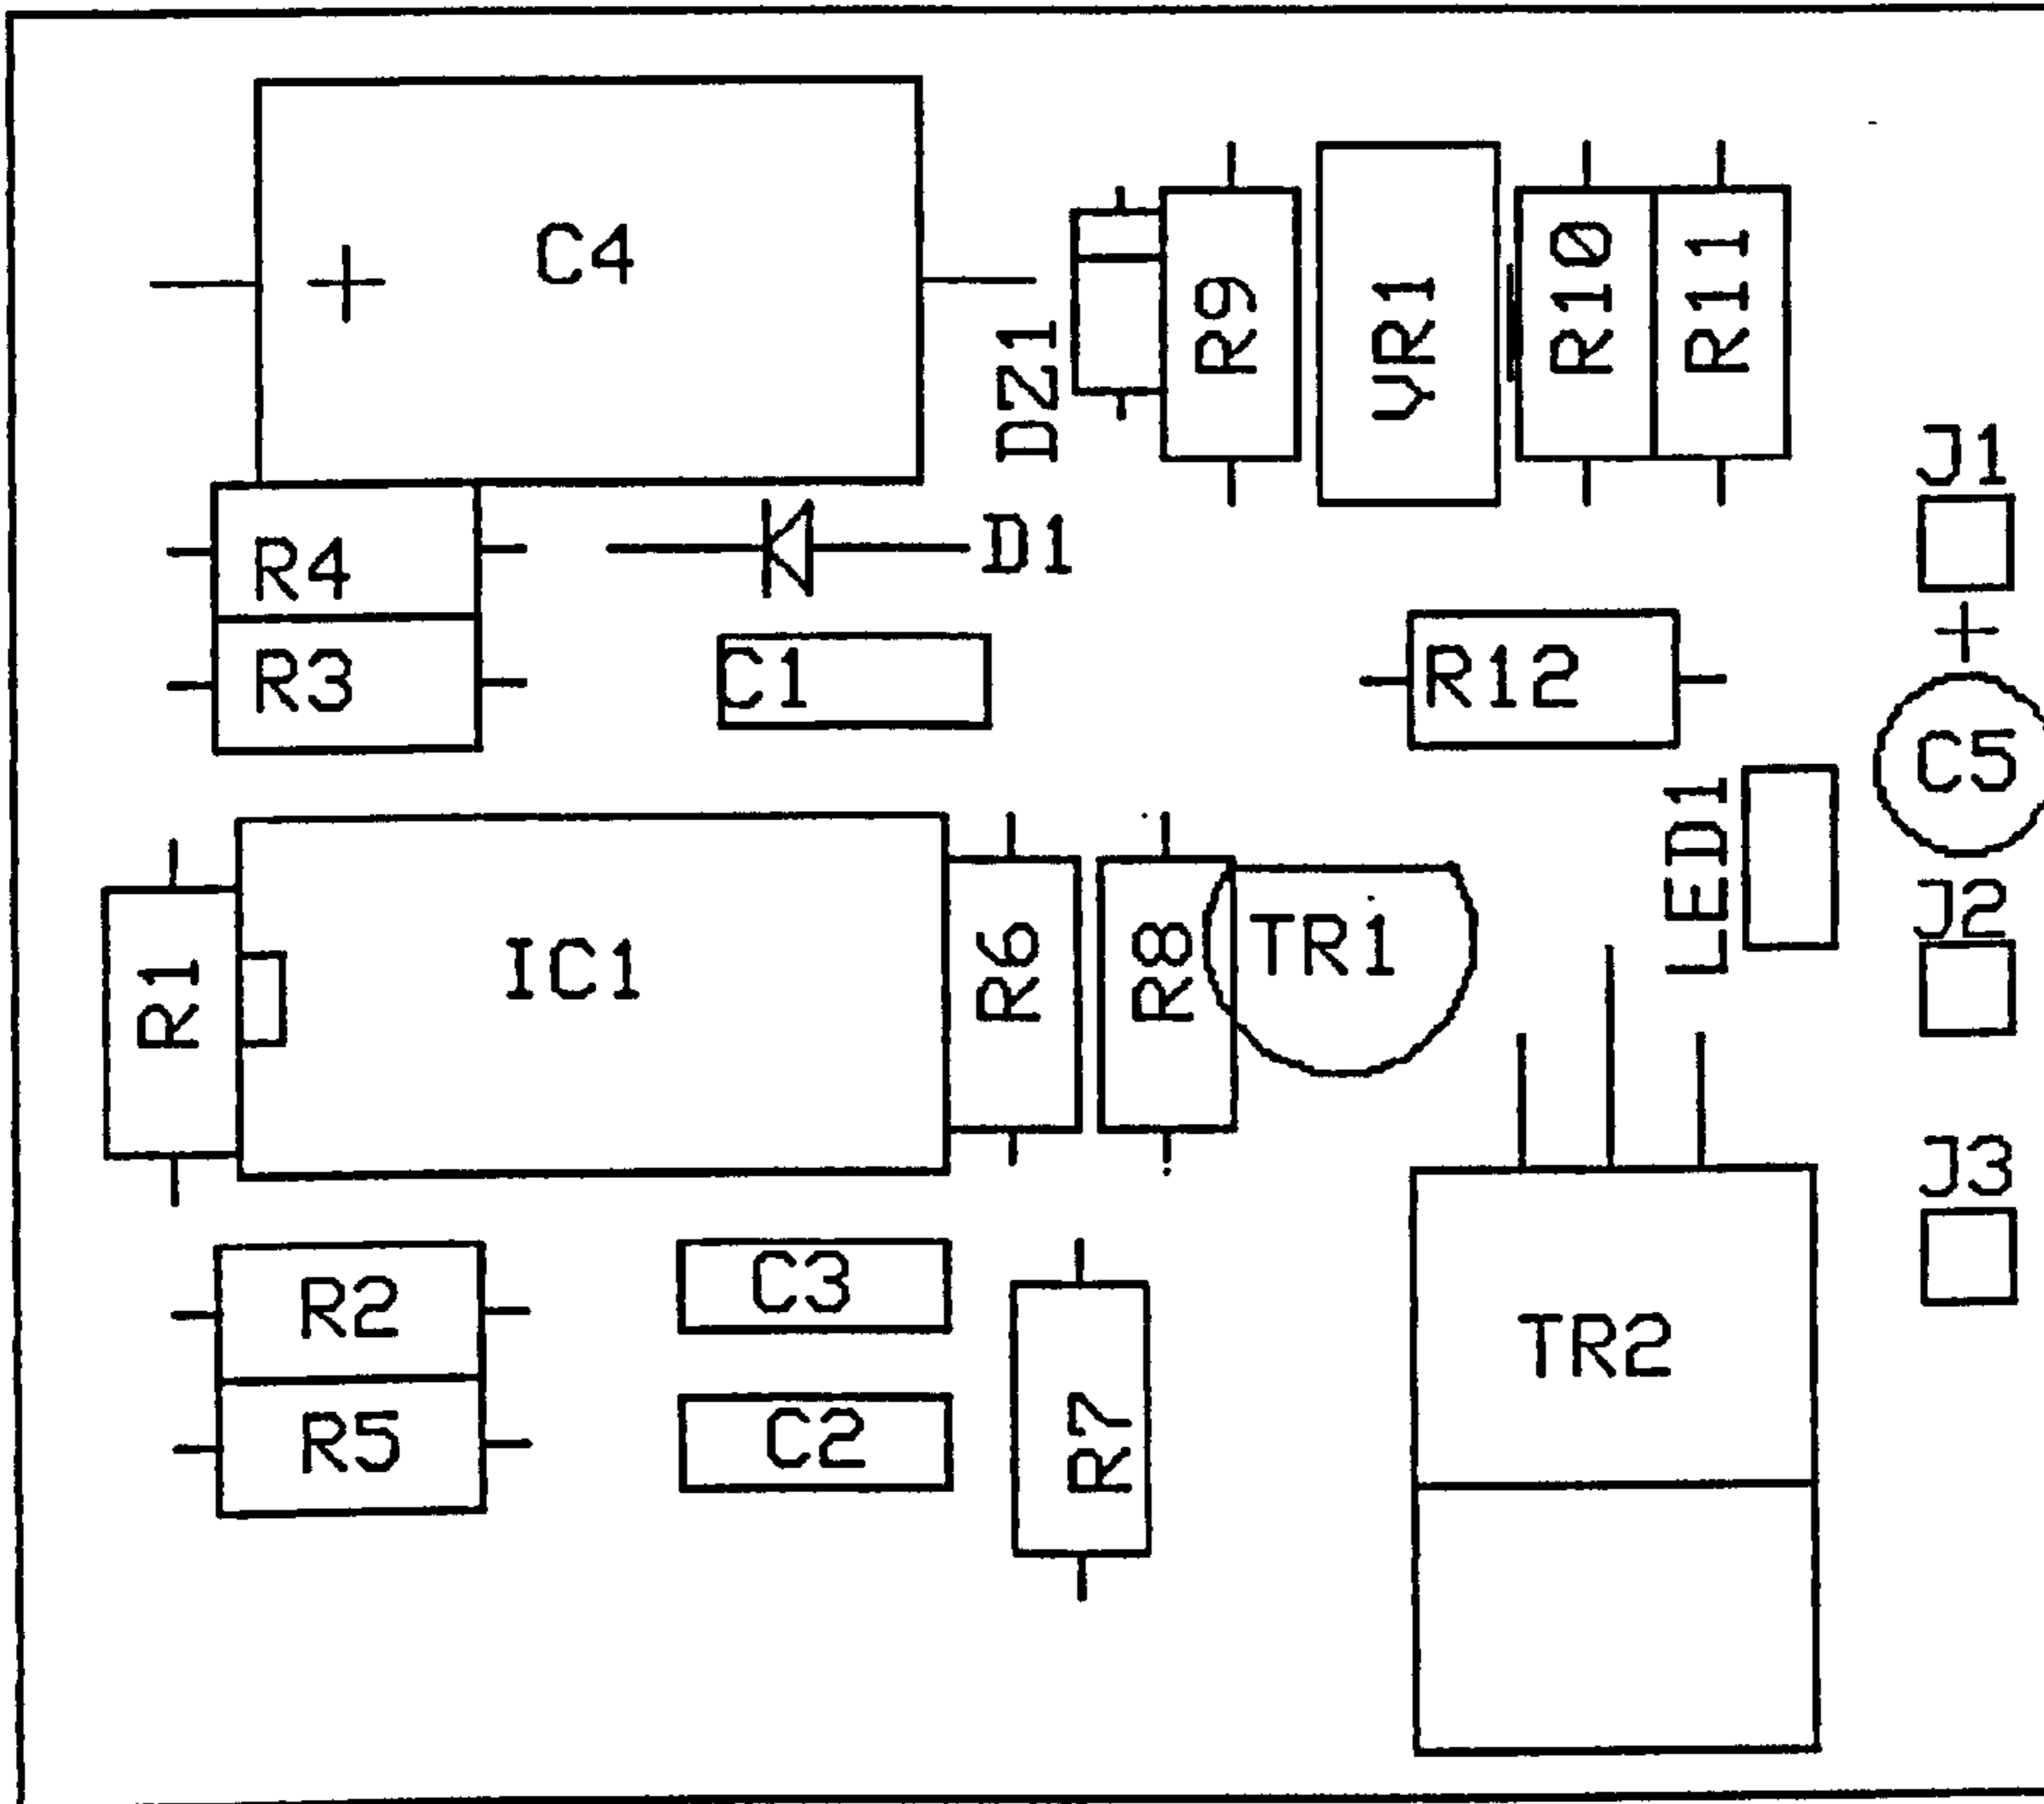 C4
+
DZ1
R9
VR1
R10
R11
J1
R4
D1
R3
C1
R12
+
C5
LED1
J2
R1
IC1
R6
R8
TR1
J3
R2
C3
TR2
R5
C2
R7